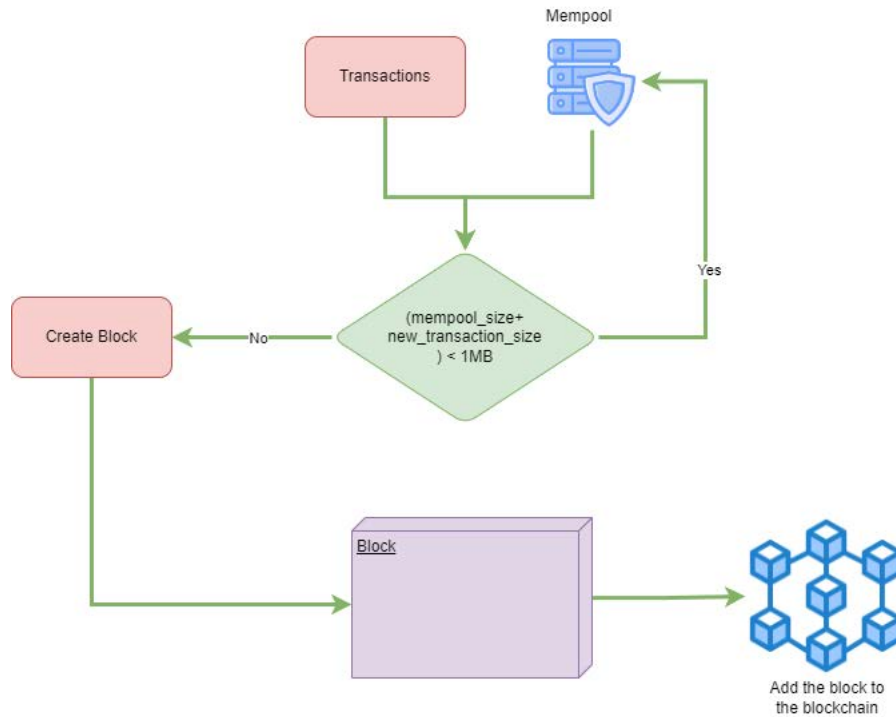 Mempool
Transactions
Yes
(mempool_size+
new_transaction_size
) < 1MB
No
Create Block
Block
Add the block to
the blockchain